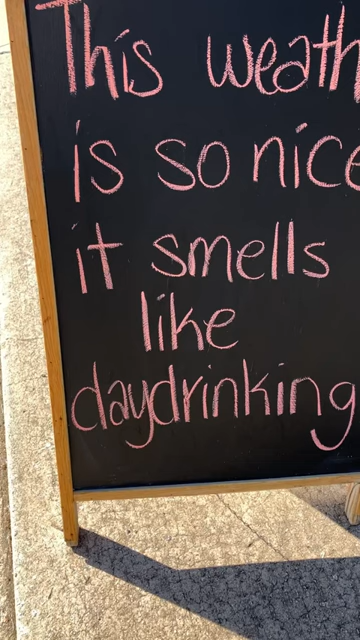 This weath
is so nice
it smells
like
daydrinking